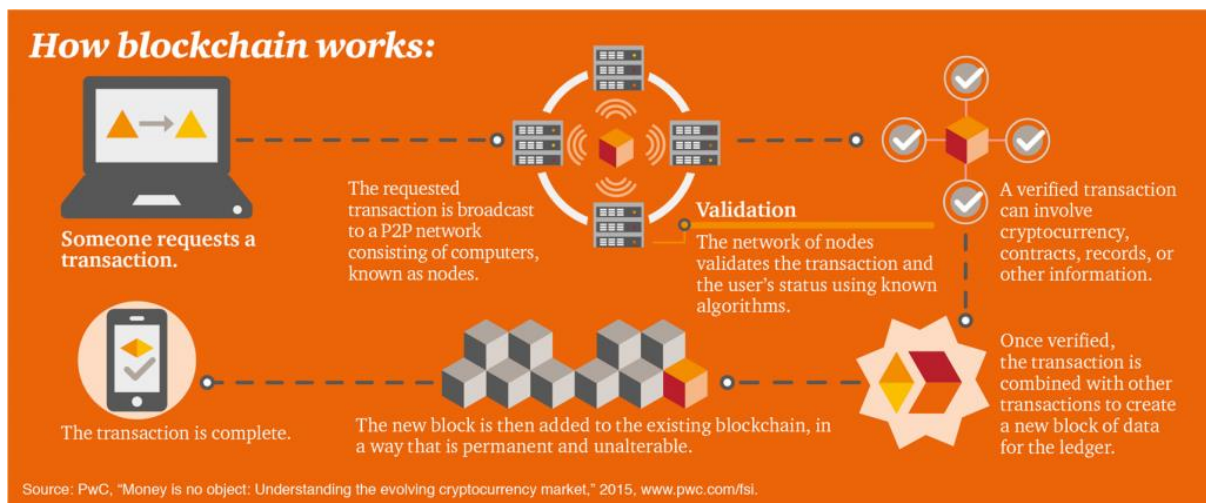 How blockchain works:
Someone requests a
transaction.
The requested
transaction is broadcast
to a P2P network
consisting of computers,
known as nodes.
Validation
The network of nodes
validates the transaction and
the user's status using known
algorithms.
A verified transaction
can involve
cryptocurrency,
contracts, records, or
other information.
Once verified,
the transaction is
combined with other
transactions to create
a new block of data
for the ledger.
The new block is then added to the existing blockchain, in
a way that is permanent and unalterable.
The transaction is complete.
Source: PwC, “Money is no object: Understanding the evolving cryptocurrency market,” 2015, www.pwc.com/fsi.